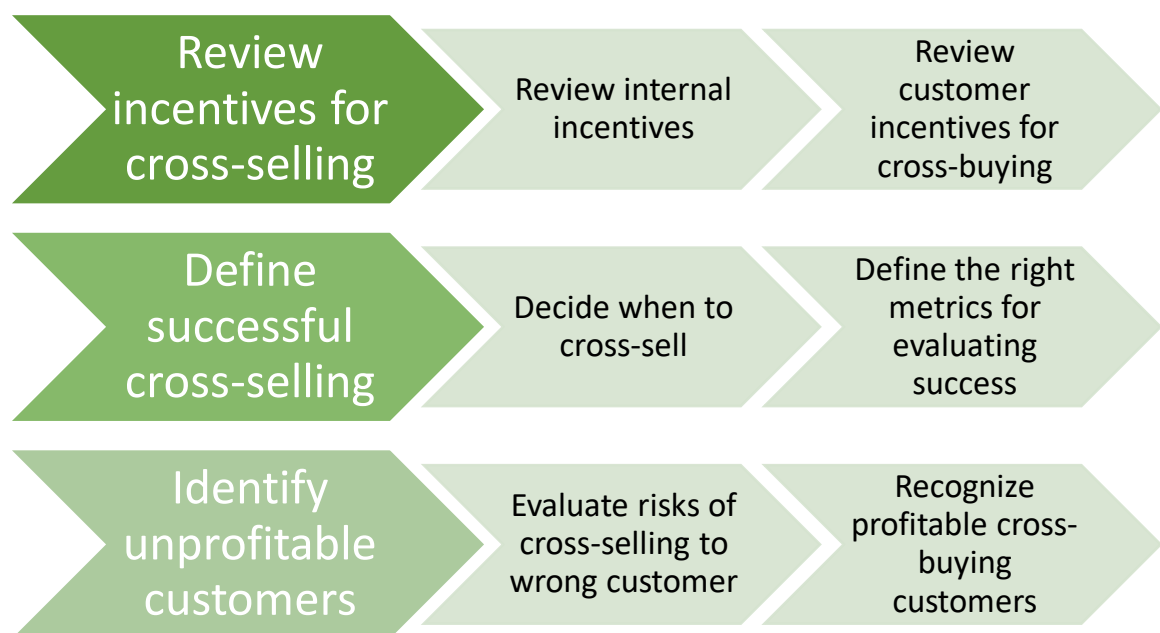 Review
incentives for
cross-selling
Review internal
incentives
Review
customer
incentives for
cross-buying
Define
successful
cross-selling
Decide when to
cross-sell
Define the right
metrics for
evaluating
success
Identify
unprofitable
customers
Evaluate risks of
cross-selling to
wrong customer
Recognize
profitable cross-
buying
customers